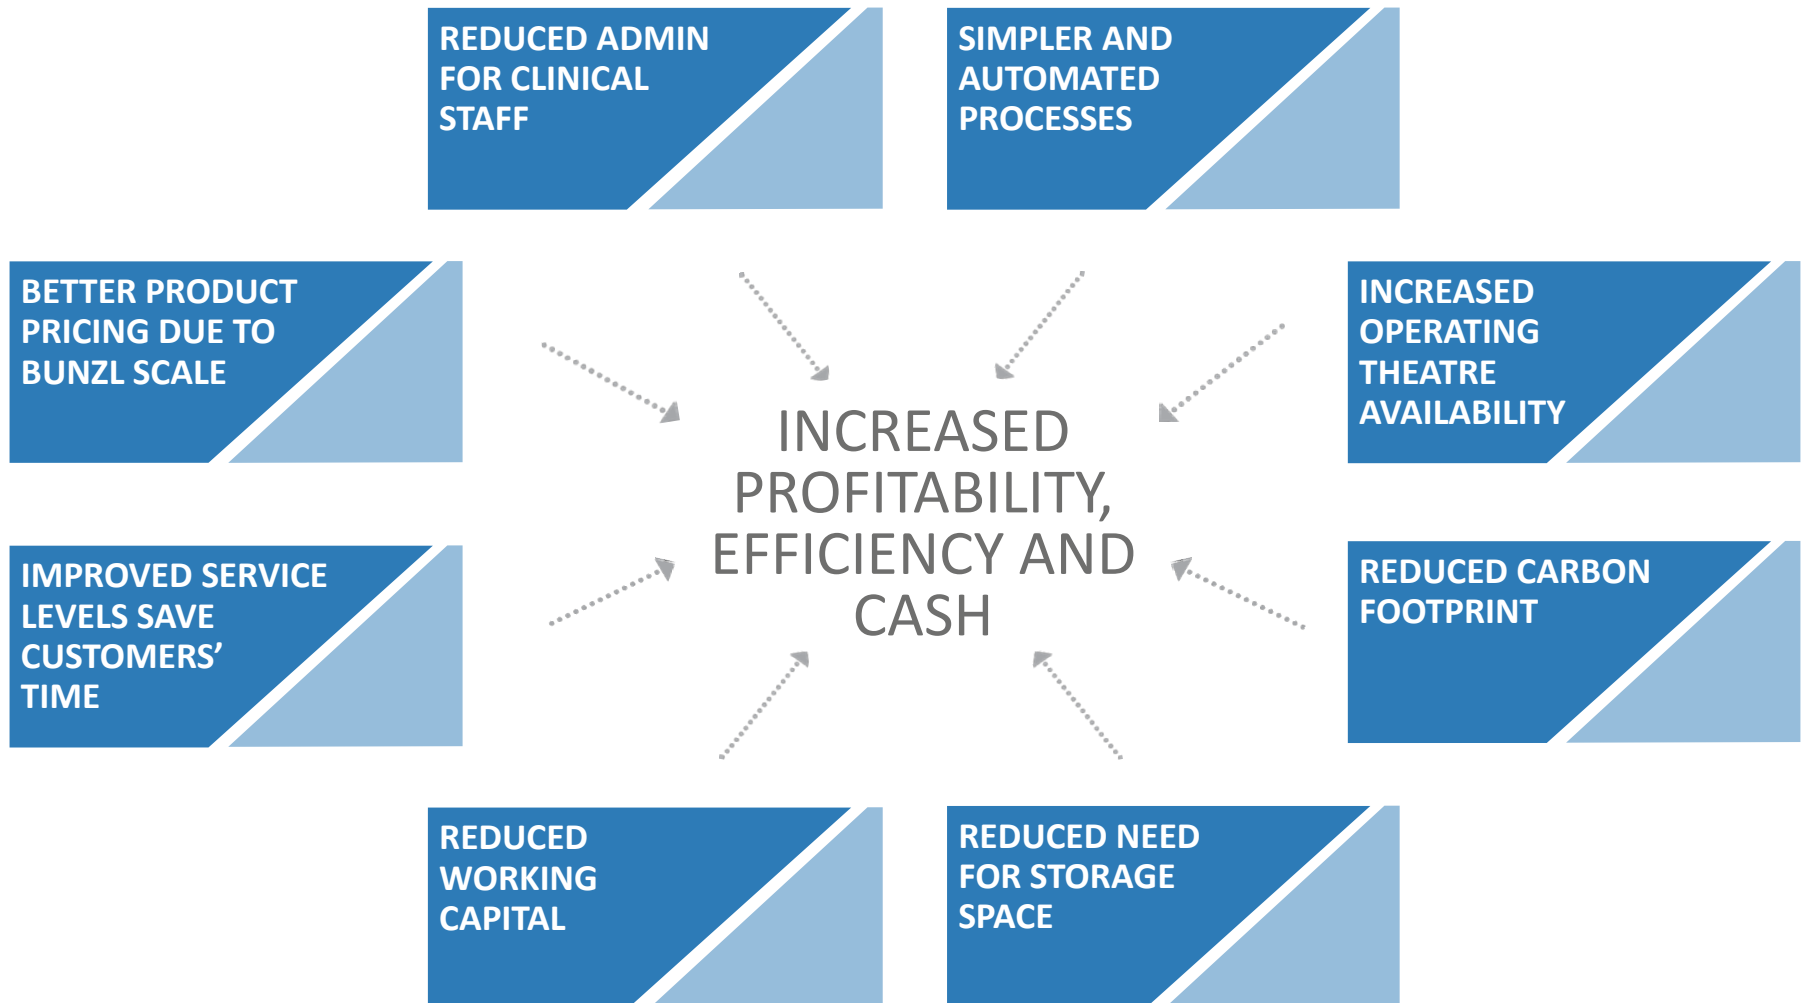 REDUCED ADMIN
FOR CLINICAL
STAFF
SIMPLER AND
AUTOMATED
PROCESSES
BETTER PRODUCT
PRICING DUE TO
BUNZL SCALE
INCREASED
OPERATING
THEATRE
AVAILABILITY
INCREASED
PROFITABILITY,
EFFICIENCY AND
CASH
IMPROVED SERVICE
LEVELS SAVE
CUSTOMERS’
TIME
REDUCED CARBON
FOOTPRINT
REDUCED
WORKING
CAPITAL
REDUCED NEED
FOR STORAGE
SPACE